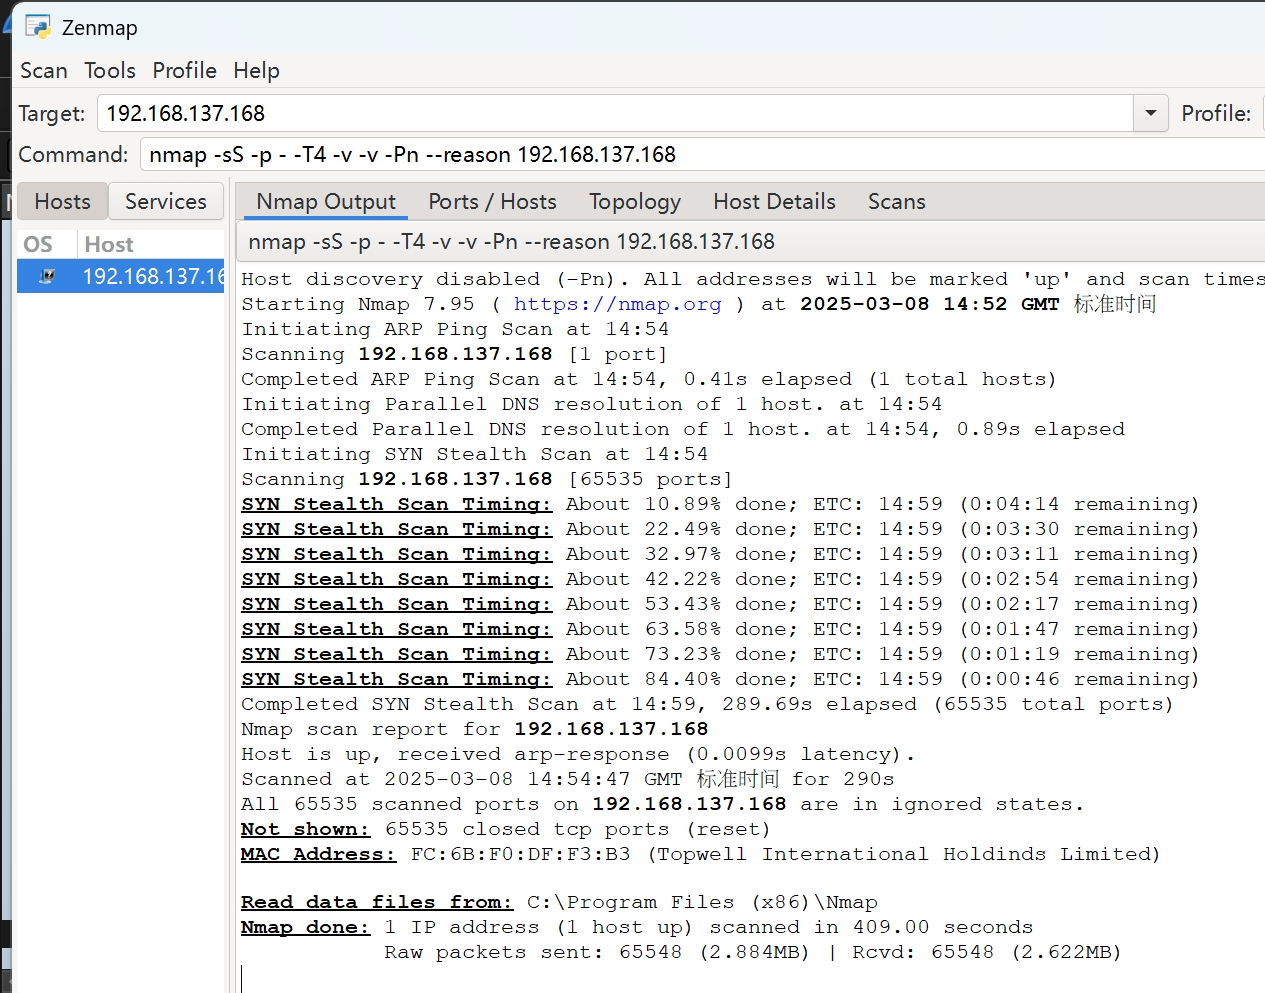 Zenmap
Scan Tools Profile Help
Target: 192.168.137.168 Profile:
Command: nmap -sS -p - -T4 -v -v -Pn --reason 192.168.137.168
Hosts Services Nmap Output Ports / Hosts Topology Host Details Scans
OS Host
192.168.137.16
nmap -sS -p - -T4 -v -v -Pn --reason 192.168.137.168
Host discovery disabled (-Pn). All addresses will be marked 'up' and scan times
Starting Nmap 7.95 ( https://nmap.org ) at 2025-03-08 14:52 GMT 标准时间
Initiating ARP Ping Scan at 14:54
Scanning 192.168.137.168 [1 port]
Completed ARP Ping Scan at 14:54, 0.41s elapsed (1 total hosts)
Initiating Parallel DNS resolution of 1 host. at 14:54
Completed Parallel DNS resolution of 1 host. at 14:54, 0.89s elapsed
Initiating SYN Stealth Scan at 14:54
Scanning 192.168.137.168 [65535 ports]
SYN Stealth Scan Timing: About 10.89% done; ETC: 14:59 (0:04:14 remaining)
SYN Stealth Scan Timing: About 22.49% done; ETC: 14:59 (0:03:30 remaining)
SYN Stealth Scan Timing: About 32.97% done; ETC: 14:59 (0:03:11 remaining)
SYN Stealth Scan Timing: About 42.22% done; ETC: 14:59 (0:02:54 remaining)
SYN Stealth Scan Timing: About 53.43% done; ETC: 14:59 (0:02:17 remaining)
SYN Stealth Scan Timing: About 63.58% done; ETC: 14:59 (0:01:47 remaining)
SYN Stealth Scan Timing: About 73.23% done; ETC: 14:59 (0:01:19 remaining)
SYN Stealth Scan Timing: About 84.40% done; ETC: 14:59 (0:00:46 remaining)
Completed SYN Stealth Scan at 14:59, 289.69s elapsed (65535 total ports)
Nmap scan report for 192.168.137.168
Host is up, received arp-response (0.0099s latency).
Scanned at 2025-03-08 14:54:47 GMT 标准时间 for 290s
All 65535 scanned ports on 192.168.137.168 are in ignored states.
Not shown: 65535 closed tcp ports (reset)
MAC Address: FC:6B:F0:DF:F3:B3 (Topwell International Holdinds Limited)
Read data files from: C:\Program Files (x86)\Nmap
Nmap done: 1 IP address (1 host up) scanned in 409.00 seconds
Raw packets sent: 65548 (2.884MB) | Rcvd: 65548 (2.622MB)